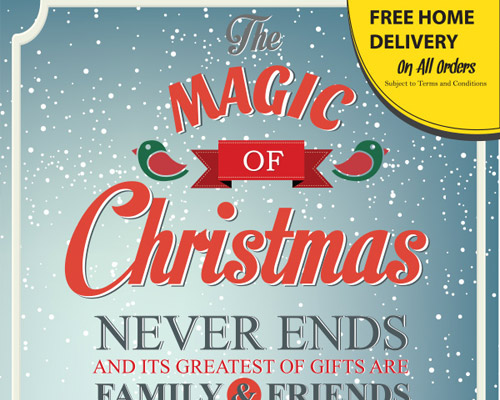 The
MAGIC
OF
Christmas
NEVER ENDS
AND ITS GREATEST OF GIFTS ARE
FAMILY & FRIENDS
FREE HOME
DELIVERY
On All Orders
Subject to Terms and Conditions